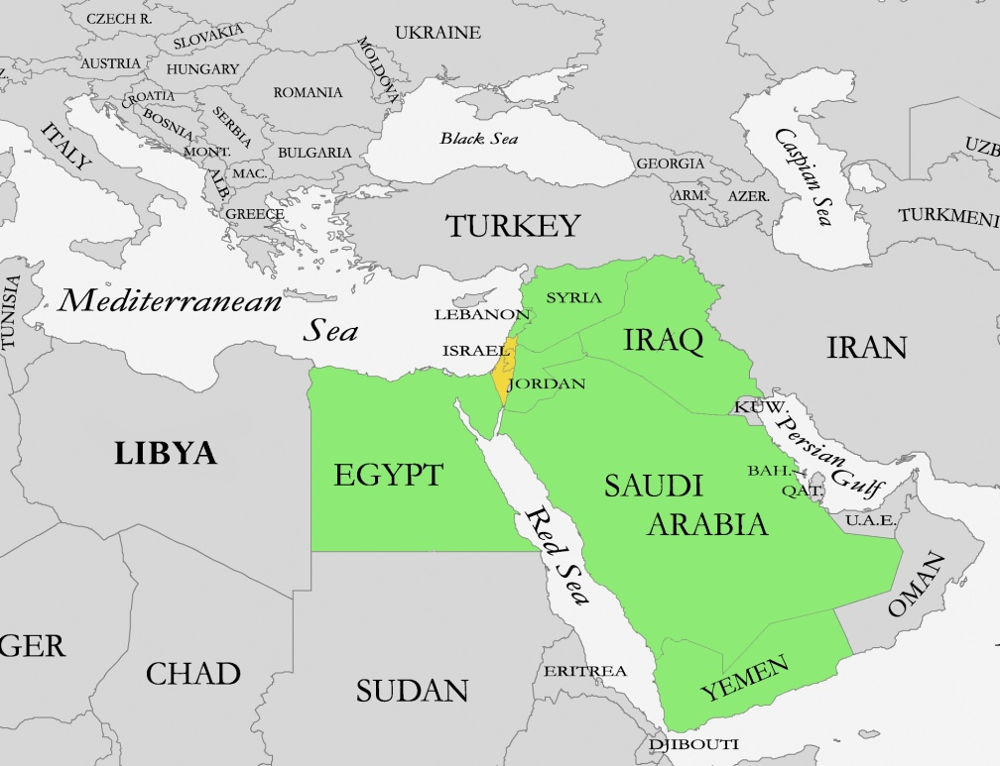 CZECH R.
SLOVAKIA
UKRAINE
AUSTRIA
HUNGARY
MOLDOVA
Z.
CROATIA
ROMANIA
BOSNIA
SERBIA
ITALY
Black Sea
Caspian Sea
UZB
MONT.
BULGARIA
GEORGIA
ALB.
MAC.
ARM.
AZER.
GREECE
TURKEY
TURKMENI
TUNISIA
Mediterranean
Sea
SYRIA
LEBANON
IRAQ
IRAN
ISRAEL
JORDAN
KUW.
Persian
Gulf
LIBYA
EGYPT
BAH.
QAT.
SAUDI
ARABIA
U.A.E.
Red Sea
OMAN
GER
CHAD
SUDAN
ERITREA
YEMEN
DJIBOUTI